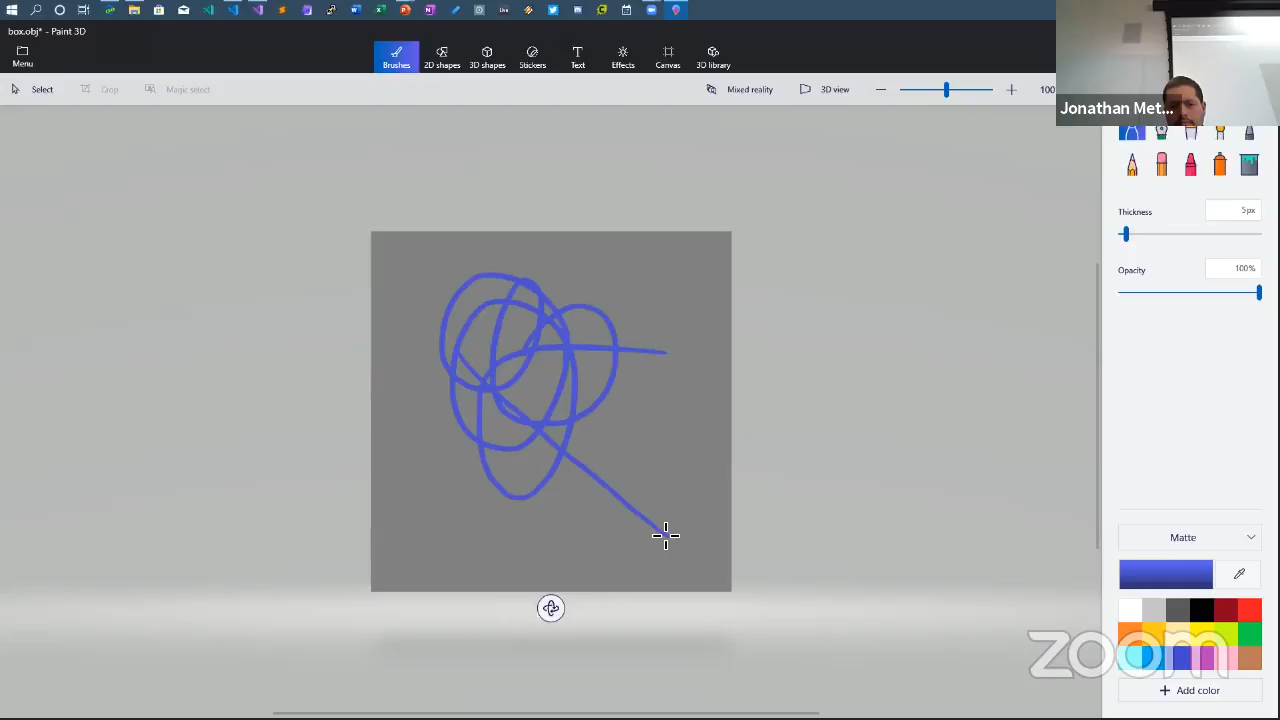 box.obj* - Paint 3D
Menu
Brushes
2D shapes
3D shapes
Stickers
Text
Effects
Canvas
3D library
Select
Crop
Magic select
Mixed reality
3D view
100
Jonathan Met...
Thickness
5px
Opacity
100%
Matte
zoom
Add color